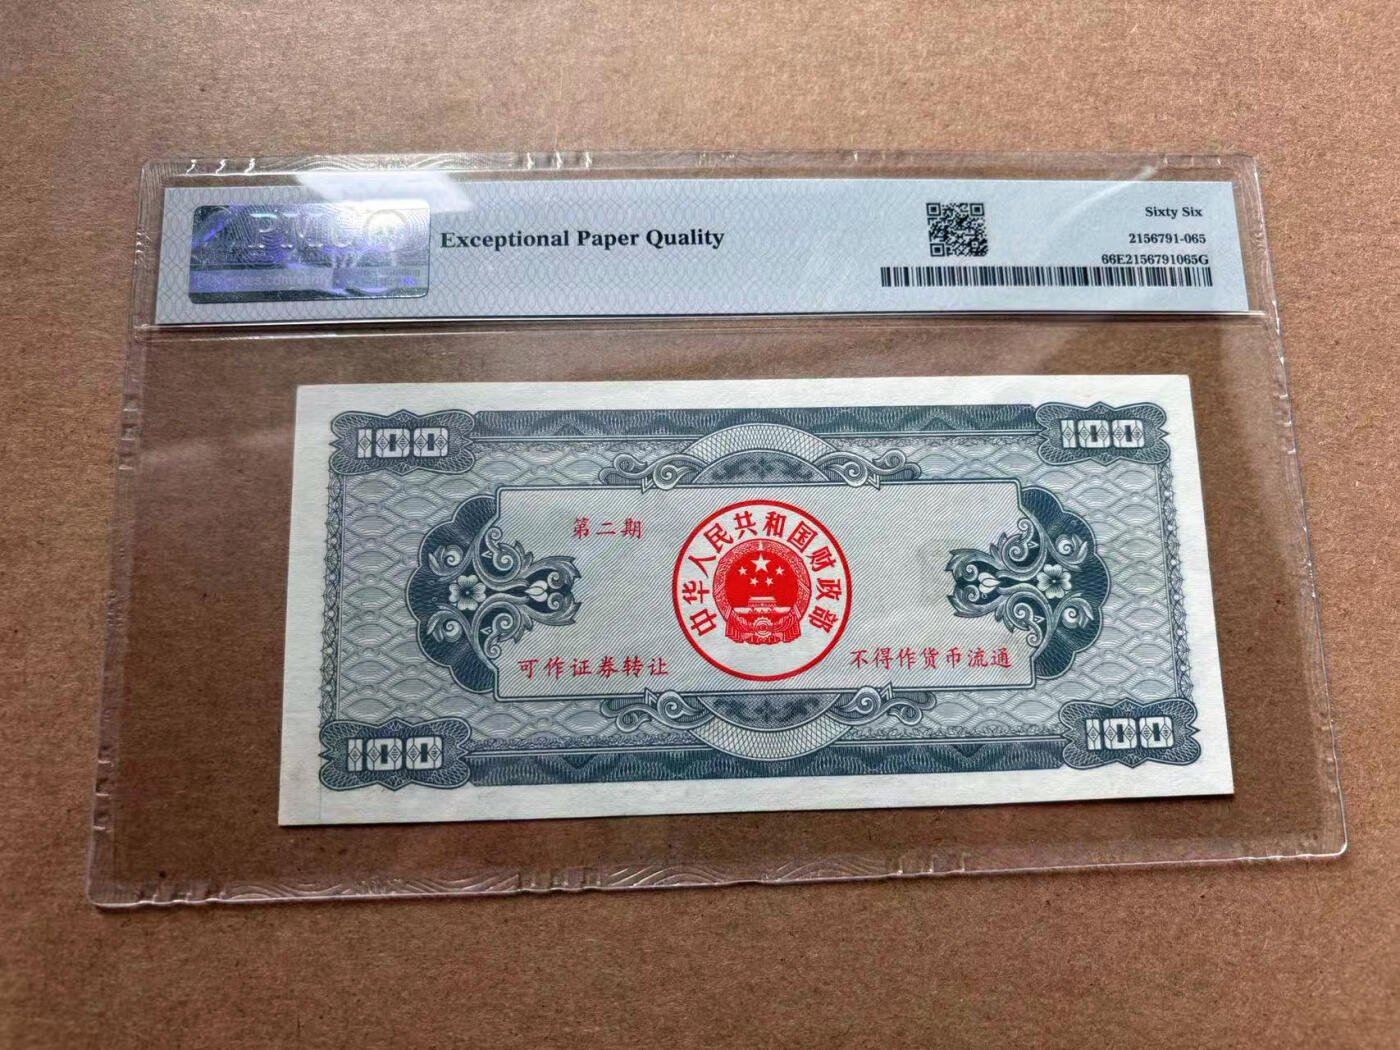 PMG
Exceptional Paper Quality
Sixty Six
2156791-065
66E2156791065G
100
100
第二期
中华人民共和国财政部
可作证券转让
不得作货币流通
100
100